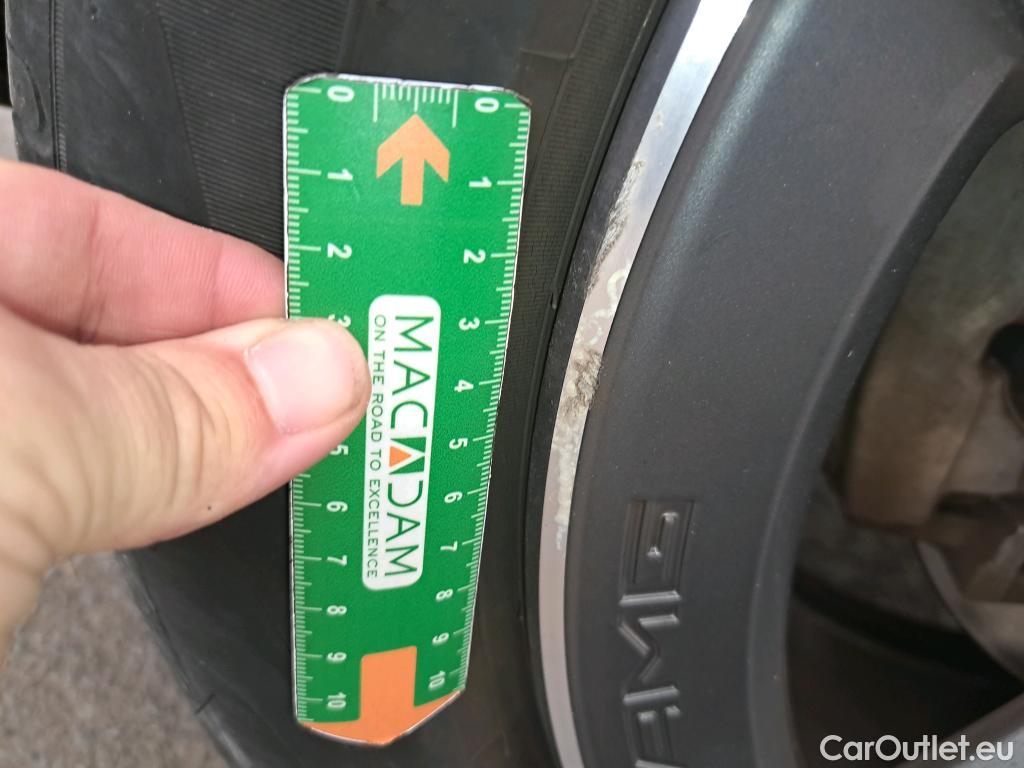 0 1 2 3 5 6 7 8 9 10
MACADAM
ON THE ROAD TO EXCELLENCE
0 1 2 3 4 5 6 7 8 9 10
AMG
CarOutlet.eu